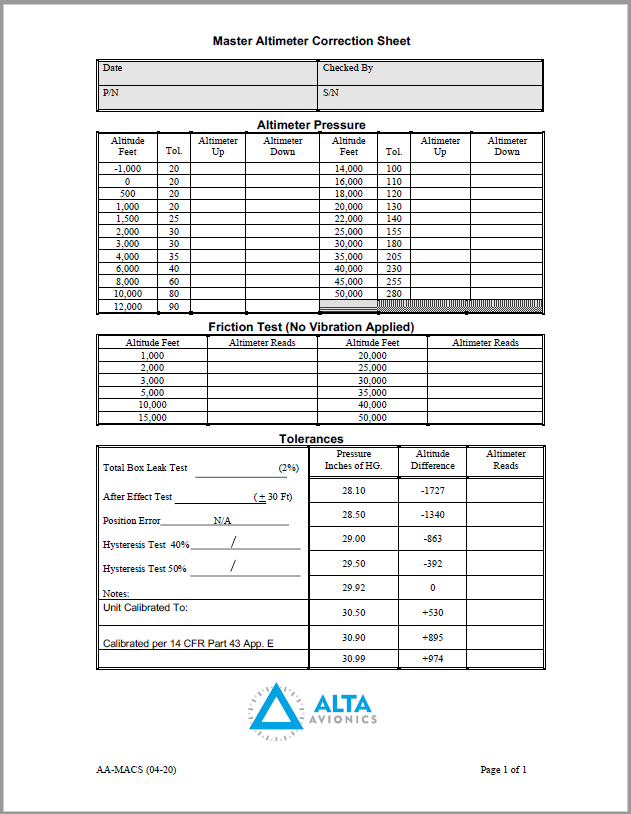 Master Altimeter Correction Sheet
Date Checked By
P/N S/N
Altimeter Pressure
Altitude Feet Tol. Altimeter Up Altimeter Down Altitude Feet Tol. Altimeter Up Altimeter Down
-1,000 20 14,000 100
0 20 16,000 110
500 20 18,000 120
1,000 20 20,000 130
1,500 25 22,000 140
2,000 30 25,000 155
3,000 30 30,000 180
4,000 35 35,000 205
6,000 40 40,000 230
8,000 60 45,000 255
10,000 80 50,000 280
12,000 90
Friction Test (No Vibration Applied)
Altitude Feet Altimeter Reads Altitude Feet Altimeter Reads
1,000 20,000
2,000 25,000
3,000 30,000
5,000 35,000
10,000 40,000
15,000 50,000
Tolerances
Total Box Leak Test (2%)
After Effect Test (± 30 Ft)
Position Error N/A
Hysteresis Test 40% /
Hysteresis Test 50% /
Notes:
Unit Calibrated To:
Calibrated per 14 CFR Part 43 App. E
Pressure Inches of HG. Altitude Difference Altimeter Reads
28.10 -1727
28.50 -1340
29.00 -863
29.50 -392
29.92 0
30.50 +530
30.90 +895
30.99 +974
ALTA
AVIONICS
AA-MACS (04-20) Page 1 of 1